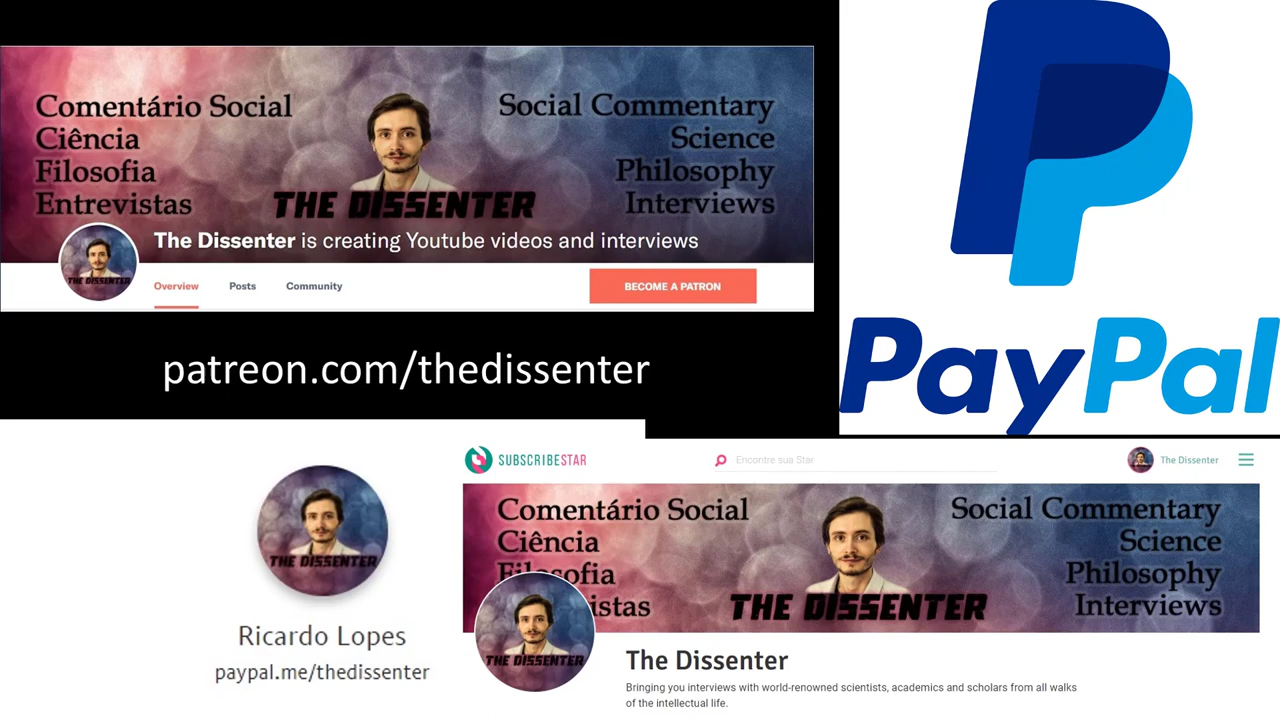 Comentário Social
Ciência
Filosofia
Entrevistas
Social Commentary
Science
Philosophy
Interviews
THE DISSENTER
The Dissenter is creating Youtube videos and interviews
THE DISSENTER
Overview
Posts
Community
BECOME A PATRON
patreon.com/thedissenter
PayPal
THE DISSENTER
Ricardo Lopes
paypal.me/thedissenter
SUBSCRIBESTAR
Encontre sua Star
The Dissenter
Comentário Social
Ciência
Filosofia
istas
Social Commentary
Science
Philosophy
Interviews
THE DISSENTER
THE DISSENTER
The Dissenter
Bringing you interviews with world-renowned scientists, academics and scholars from all walks
of the intellectual life.